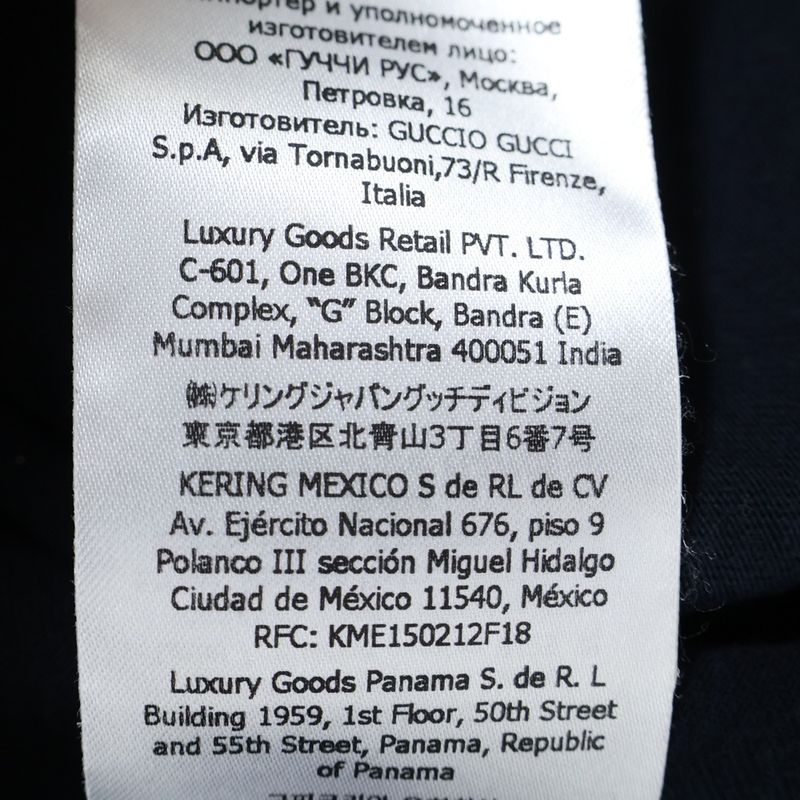 импортер и уполномоченное
изготовителем лицо:
ООО «ГУЧЧИ РУС», Москва,
Петровка, 16
Изготовитель: GUCCIO GUCCI
S.p.A, via Tornabuoni,73/R Firenze,
Italia
Luxury Goods Retail PVT. LTD.
C-601, One BKC, Bandra Kurla
Complex, “G” Block, Bandra (E)
Mumbai Maharashtra 400051 India
㈱ケリングジャパングッチディビジョン
東京都港区北青山3丁目6番7号
KERING MEXICO S de RL de CV
Av. Ejército Nacional 676, piso 9
Polanco III sección Miguel Hidalgo
Ciudad de México 11540, México
RFC: KME150212F18
Luxury Goods Panama S. de R. L
Building 1959, 1st Floor, 50th Street
and 55th Street, Panama, Republic
of Panama